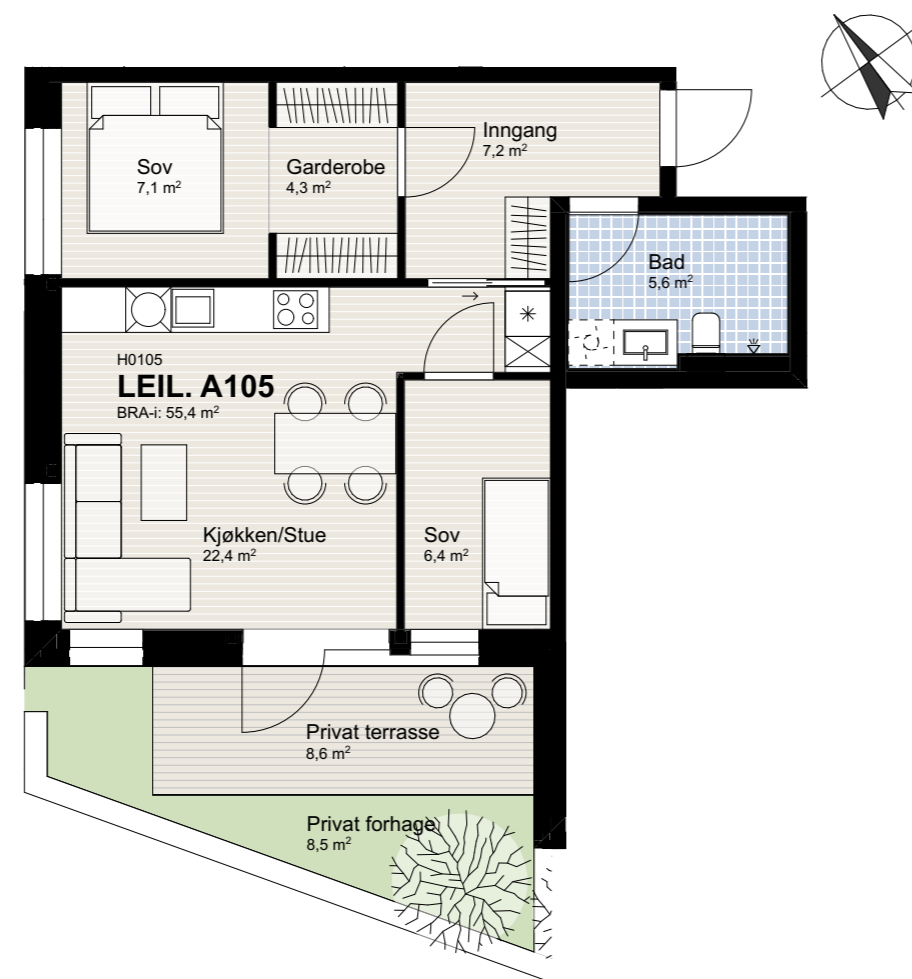 Inngang
7,2 m²
Sov
7,1 m²
Garderobe
4,3 m²
Bad
5,6 m²
H0105
LEIL. A105
BRA-i: 55,4 m²
Kjøkken/Stue
22,4 m²
Sov
6,4 m²
Privat terrasse
8,6 m²
Privat forhage
8,5 m²